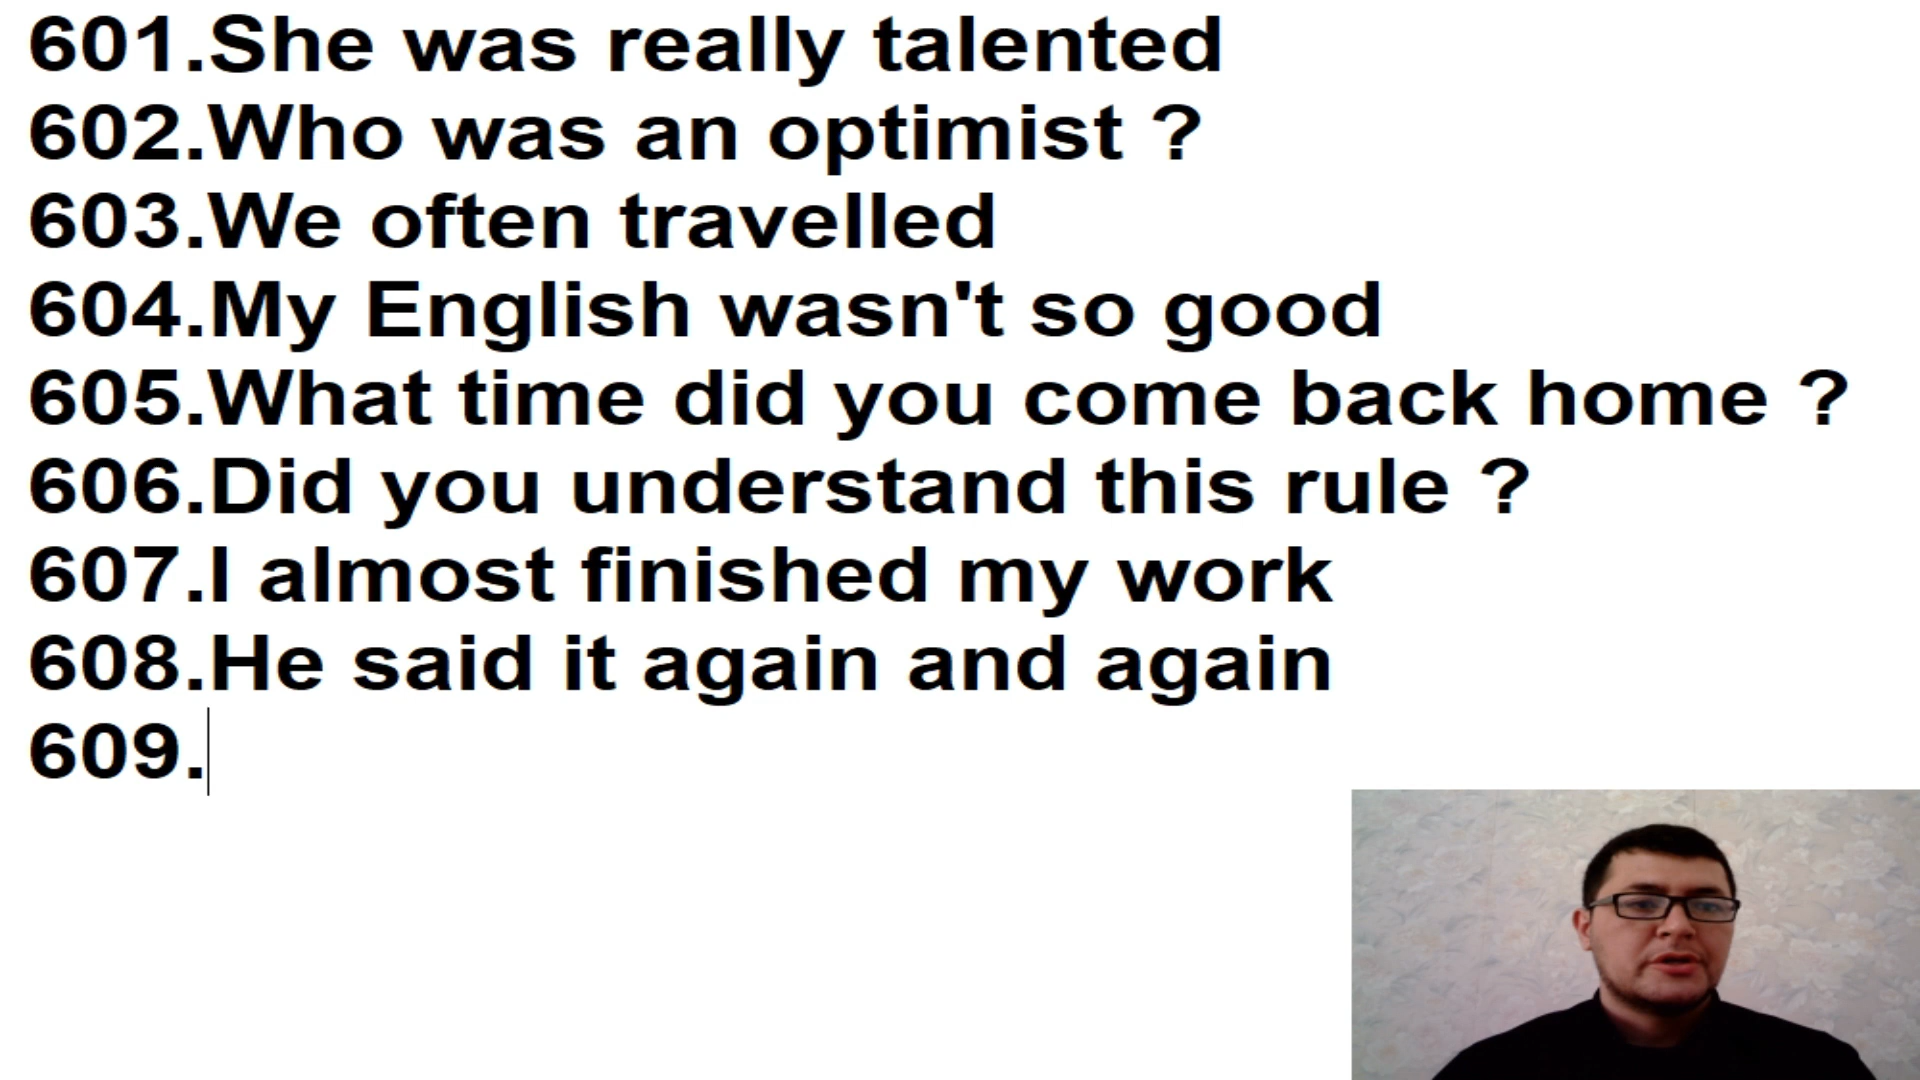 601.She was really talented
602.Who was an optimist ?
603.We often travelled
604.My English wasn't so good
605.What time did you come back home ?
606.Did you understand this rule ?
607.I almost finished my work
608.He said it again and again
609.